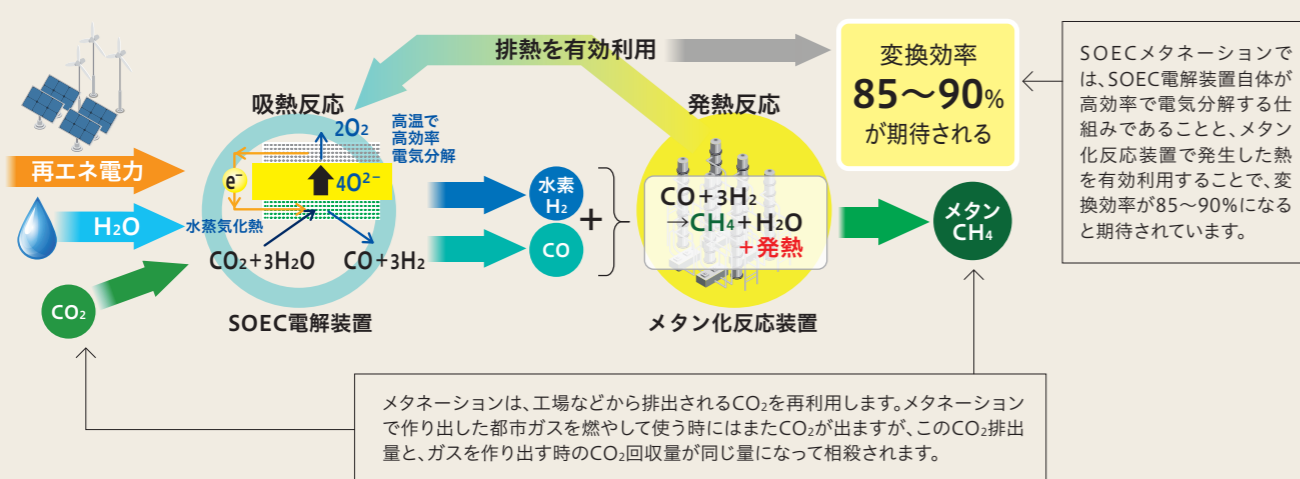 排熱を有効利用
変換効率
85〜90%
が期待される
SOECメタネーションで
は、SOEC電解装置自体が
高効率で電気分解する仕
組みであることと、メタン
化反応装置で発生した熱
を有効利用することで、変
換効率が85〜90%になる
と期待されています。
吸熱反応
発熱反応
再エネ電力
H₂O
CO₂
2O₂
高温で
高効率
電気分解
e⁻
4O²⁻
水蒸気化熱
CO₂+3H₂O
CO+3H₂
SOEC電解装置
水素
H₂
+
CO
CO+3H₂
→CH₄+H₂O
+発熱
メタン化反応装置
メタン
CH₄
メタネーションは、工場などから排出されるCO₂を再利用します。メタネーション
で作り出した都市ガスを燃やして使う時にはまたCO₂が出ますが、このCO₂排出
量と、ガスを作り出す時のCO₂回収量が同じ量になって相殺されます。